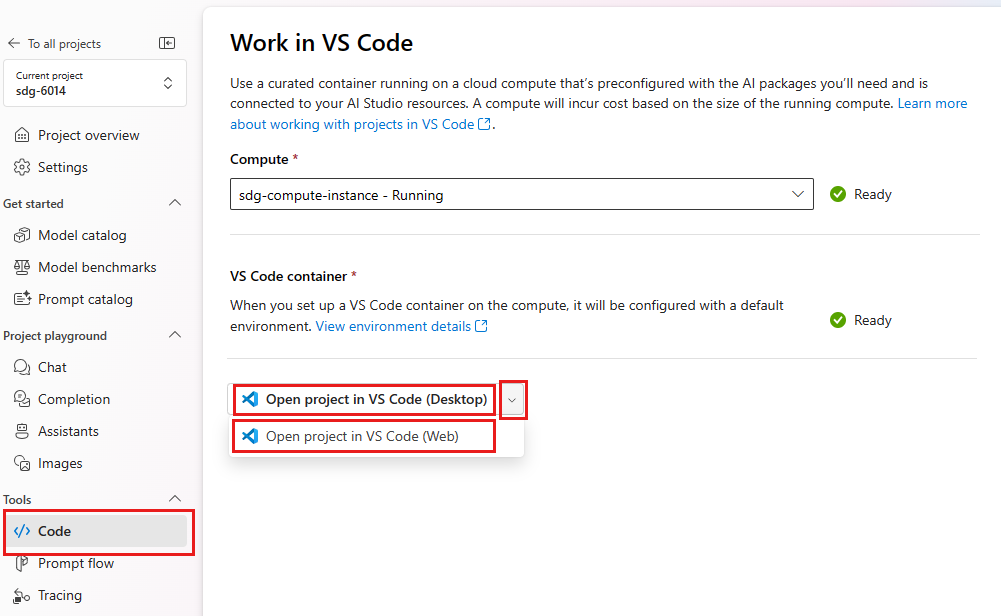 To all projects
Current project
sdg-6014
Project overview
Settings
Get started
Model catalog
Model benchmarks
Prompt catalog
Project playground
Chat
Completion
Assistants
Images
Tools
Code
Prompt flow
Tracing
Work in VS Code
Use a curated container running on a cloud compute that’s preconfigured with the AI packages you’ll need and is
connected to your AI Studio resources. A compute will incur cost based on the size of the running compute. Learn more
about working with projects in VS Code.
Compute *
sdg-compute-instance - Running
Ready
VS Code container *
When you set up a VS Code container on the compute, it will be configured with a default
environment. View environment details
Ready
Open project in VS Code (Desktop)
Open project in VS Code (Web)